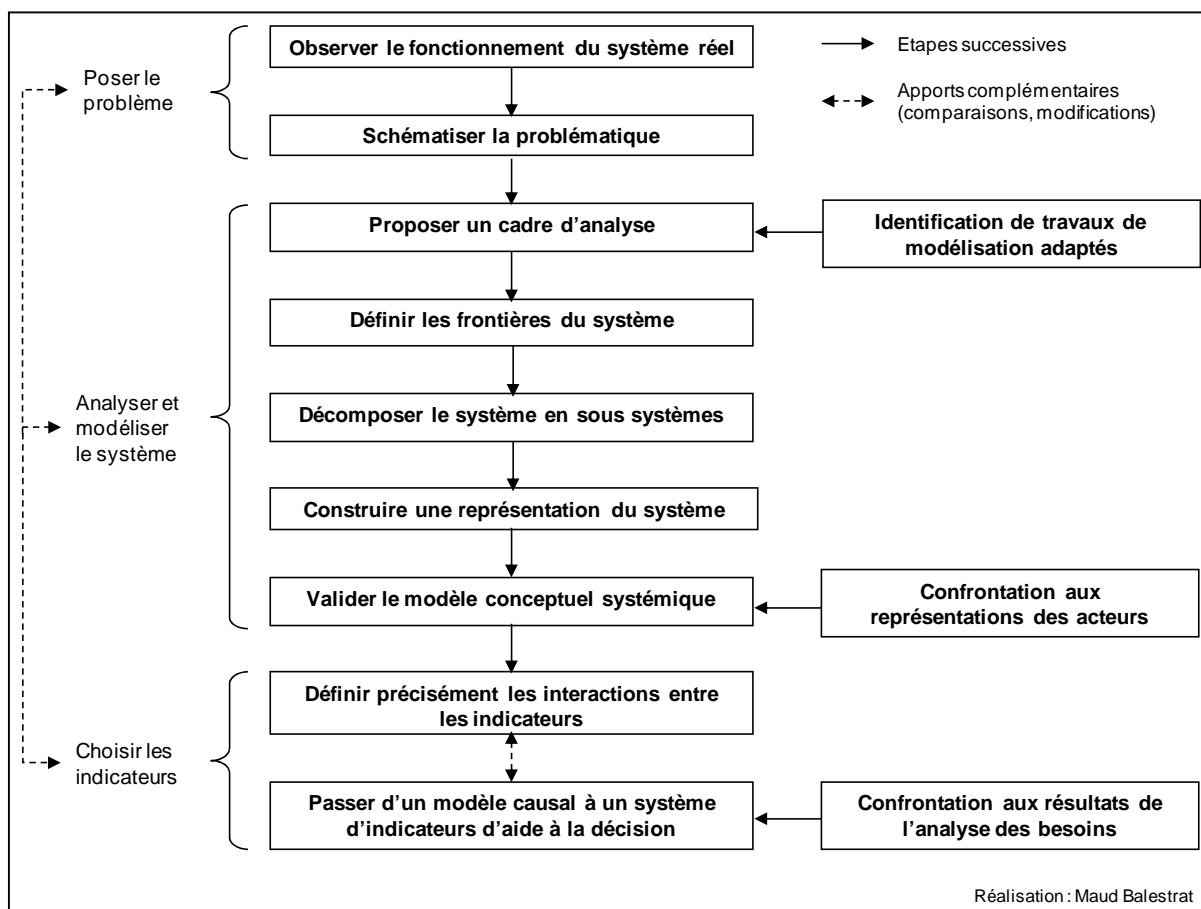 Observer le fonctionnement du système réel
Etapes successives
Poser le
problème
Apports complémentaires
(comparaisons, modifications)
Schématiser la problématique
Proposer un cadre d'analyse
Identification de travaux de
modélisation adaptés
Définir les frontières du système
Analyser et
modéliser
le système
Décomposer le système en sous systèmes
Construire une représentation du système
Valider le modèle conceptuel systémique
Confrontation aux
représentations des acteurs
Définir précisément les interactions entre
les indicateurs
Choisir les
indicateurs
Passer d'un modèle causal à un système
d'indicateurs d'aide à la décision
Confrontation aux résultats de
l'analyse des besoins
Réalisation : Maud Balestrat